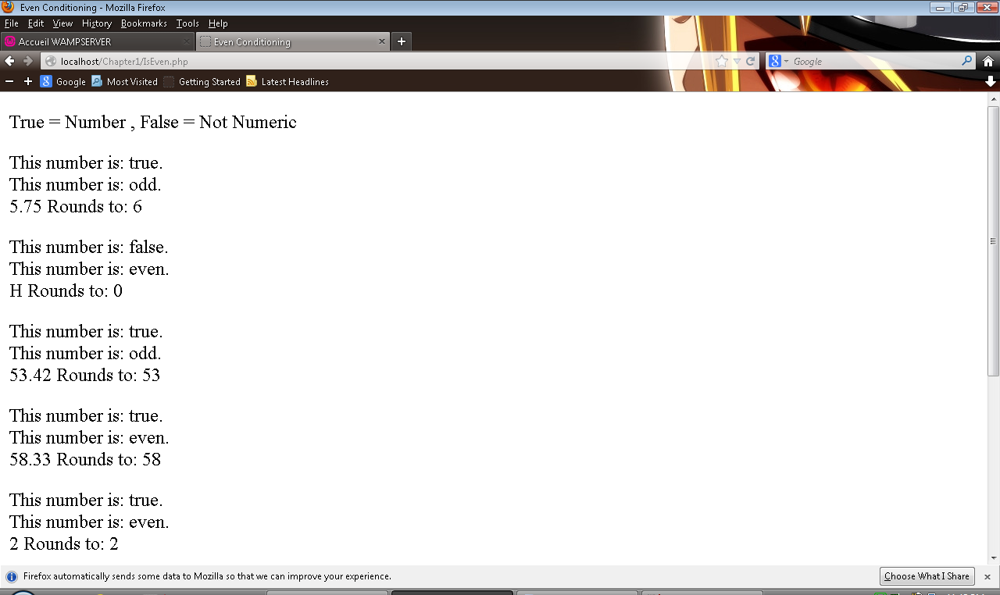 Even Conditioning - Mozilla Firefox
File Edit View History Bookmarks Tools Help
Accueil WAMPSERVER
Even Conditioning
localhost/Chapter1/IsEven.php
Google
Google Most Visited Getting Started Latest Headlines
True = Number , False = Not Numeric
This number is: true.
This number is: odd.
5.75 Rounds to: 6
This number is: false.
This number is: even.
H Rounds to: 0
This number is: true.
This number is: odd.
53.42 Rounds to: 53
This number is: true.
This number is: even.
58.33 Rounds to: 58
This number is: true.
This number is: even.
2 Rounds to: 2
Firefox automatically sends some data to Mozilla so that we can improve your experience.
Choose What I Share